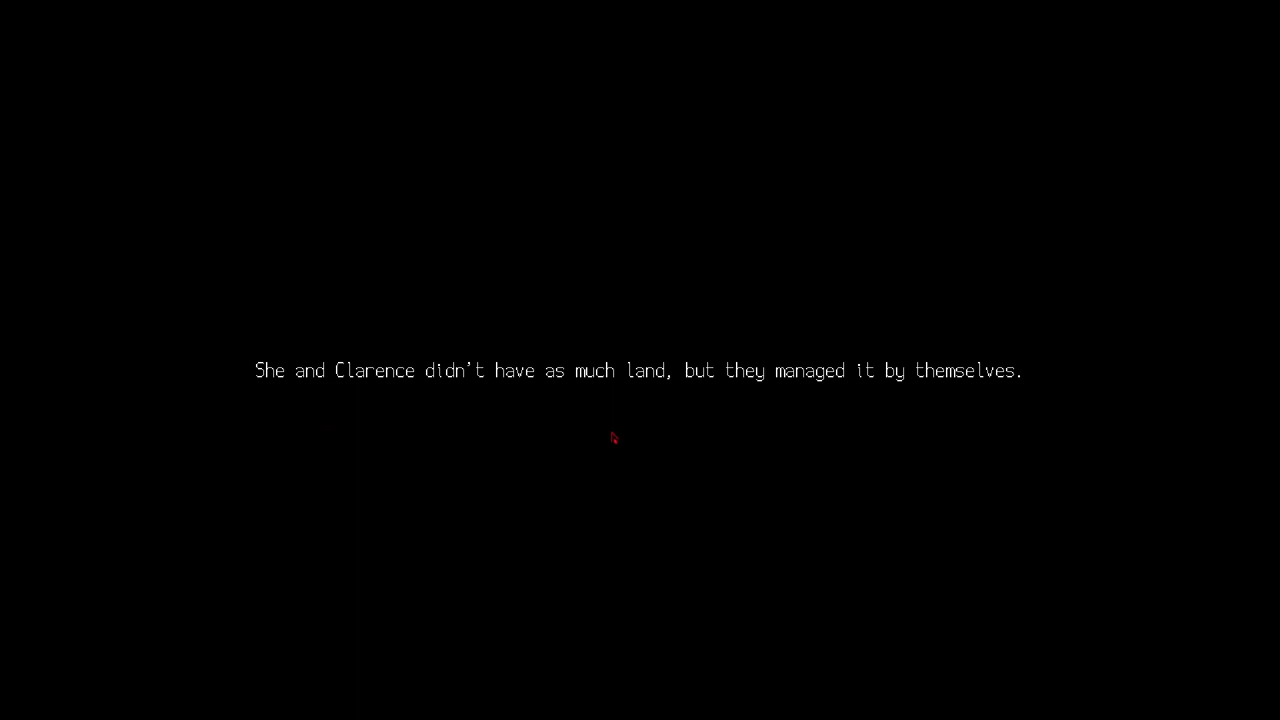 She and Clarence didn't have as much land, but they managed it by themselves.